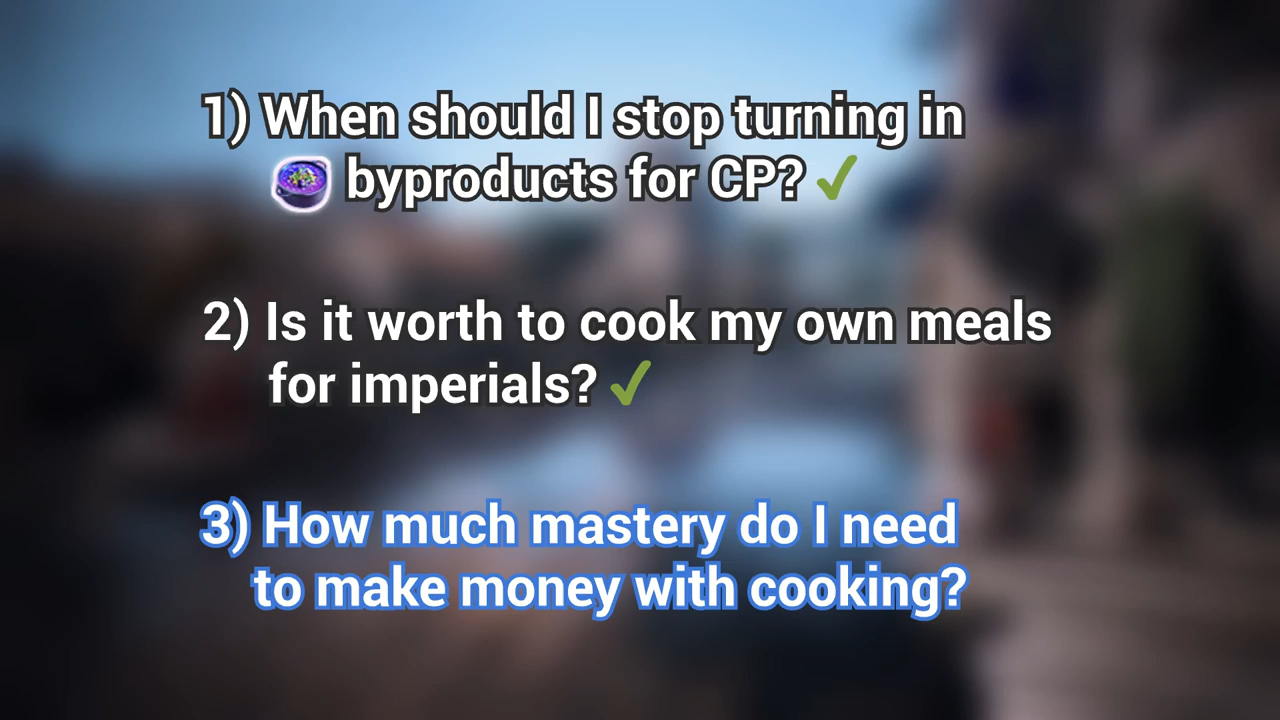 1) When should I stop turning in
byproducts for CP? ✓
2) Is it worth to cook my own meals
for imperials? ✓
3) How much mastery do I need
to make money with cooking?